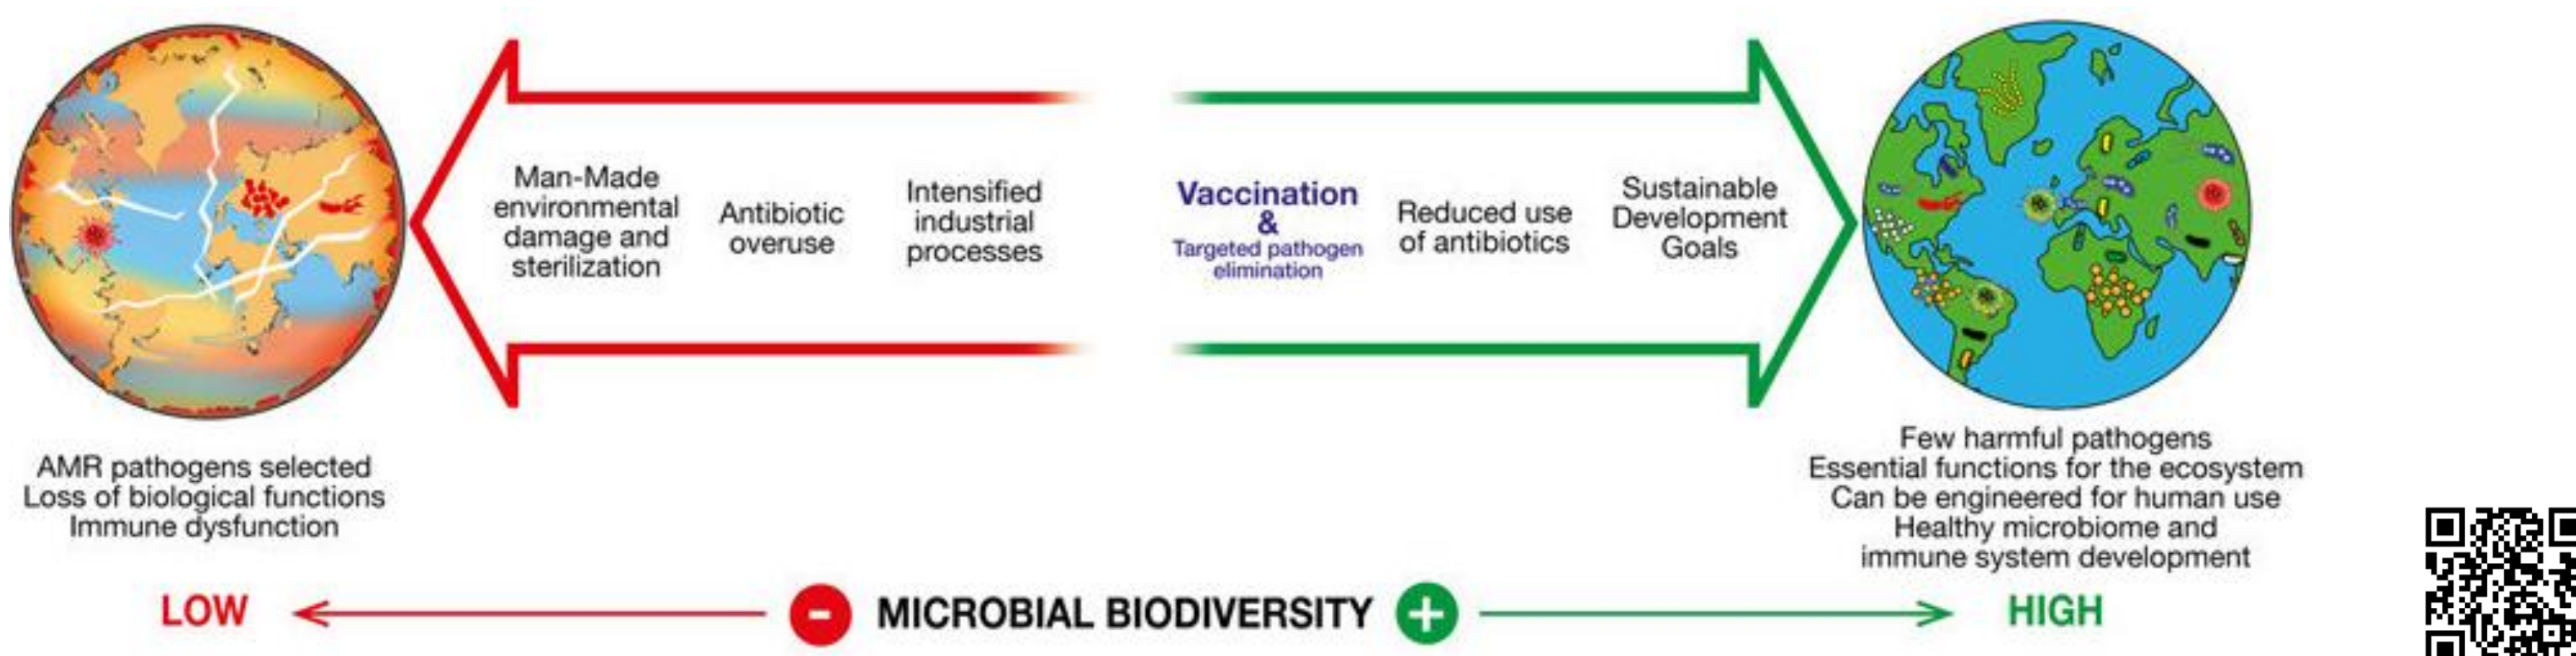 Man-Made
environmental
damage and
sterilization
Antibiotic
overuse
Intensified
industrial
processes
Vaccination
&
Targeted pathogen
elimination
Reduced use
of antibiotics
Sustainable
Development
Goals
AMR pathogens selected
Loss of biological functions
Immune dysfunction
Few harmful pathogens
Essential functions for the ecosystem
Can be engineered for human use
Healthy microbiome and
immune system development
LOW
-
MICROBIAL BIODIVERSITY
+
HIGH